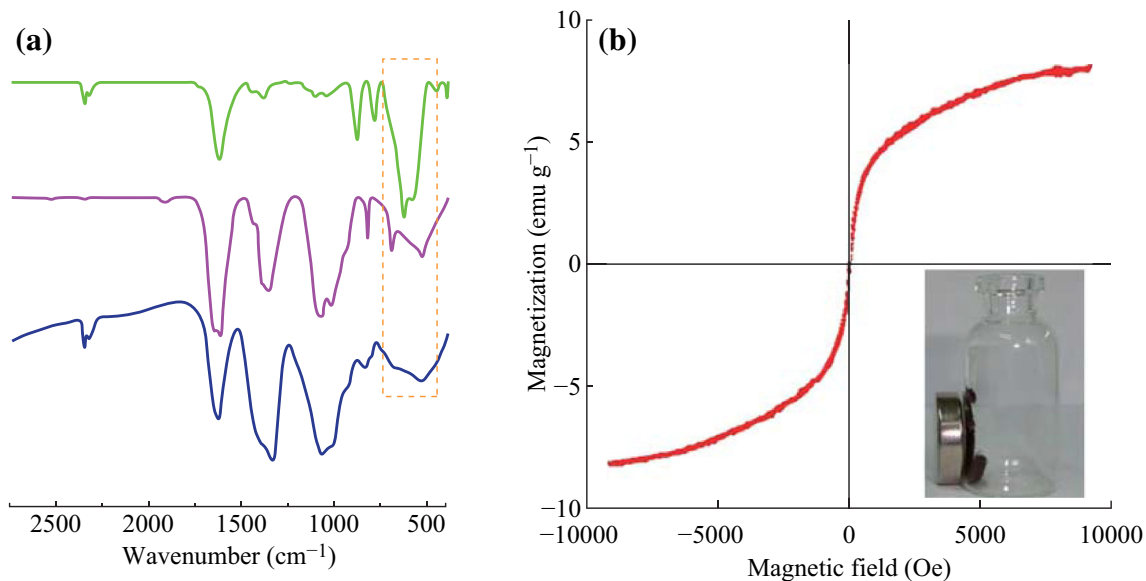 (a)
2500 2000 1500 1000 500
Wavenumber (cm⁻¹)
(b)
10
5
0
−5
−10
−10000 −5000 0 5000 10000
Magnetization (emu g⁻¹)
Magnetic field (Oe)